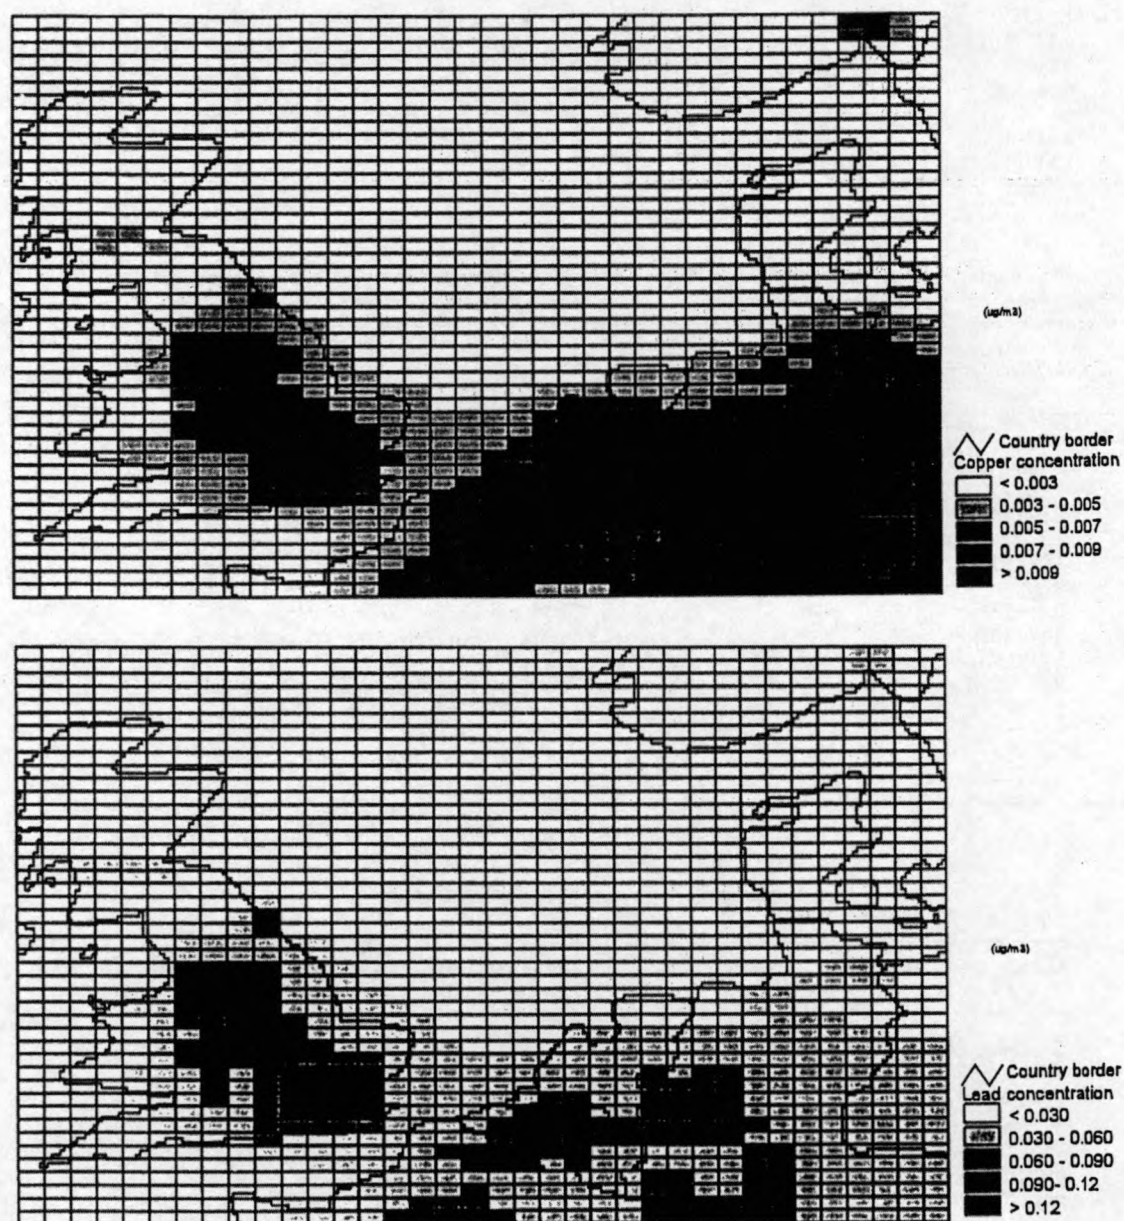 (ug/m3)
Country border
Copper concentration
< 0.003
0.003 - 0.005
0.005 - 0.007
0.007 - 0.009
> 0.009
(ug/m3)
Country border
Lead concentration
< 0.030
0.030 - 0.060
0.060 - 0.090
0.090- 0.12
> 0.12